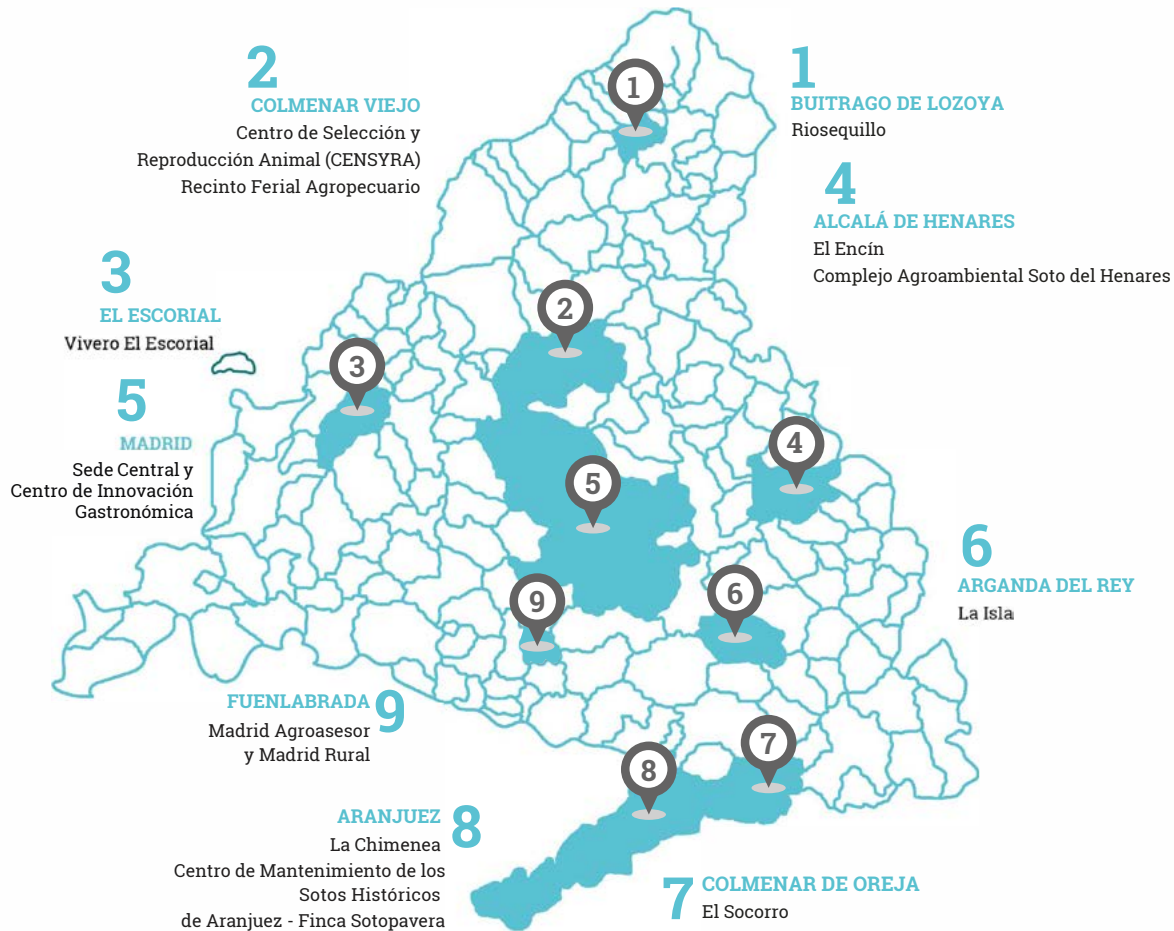 2
COLMENAR VIEJO
Centro de Selección y
Reproducción Animal (CENSYRA)
Recinto Ferial Agropecuario
1
BUITRAGO DE LOZOYA
Riosequillo
4
ALCALÁ DE HENARES
El Encín
Complejo Agroambiental Soto del Henares
3
EL ESCORIAL
Vivero El Escorial
5
MADRID
Sede Central y
Centro de Innovación
Gastronómica
6
ARGANDA DEL REY
La Isla
9
FUENLABRADA
Madrid Agroasesor
y Madrid Rural
8
ARANJUEZ
La Chimenea
Centro de Mantenimiento de los
Sotos Históricos
de Aranjuez - Finca Sotopavera
7
COLMENAR DE OREJA
El Socorro
1
2
3
4
5
9
6
7
8